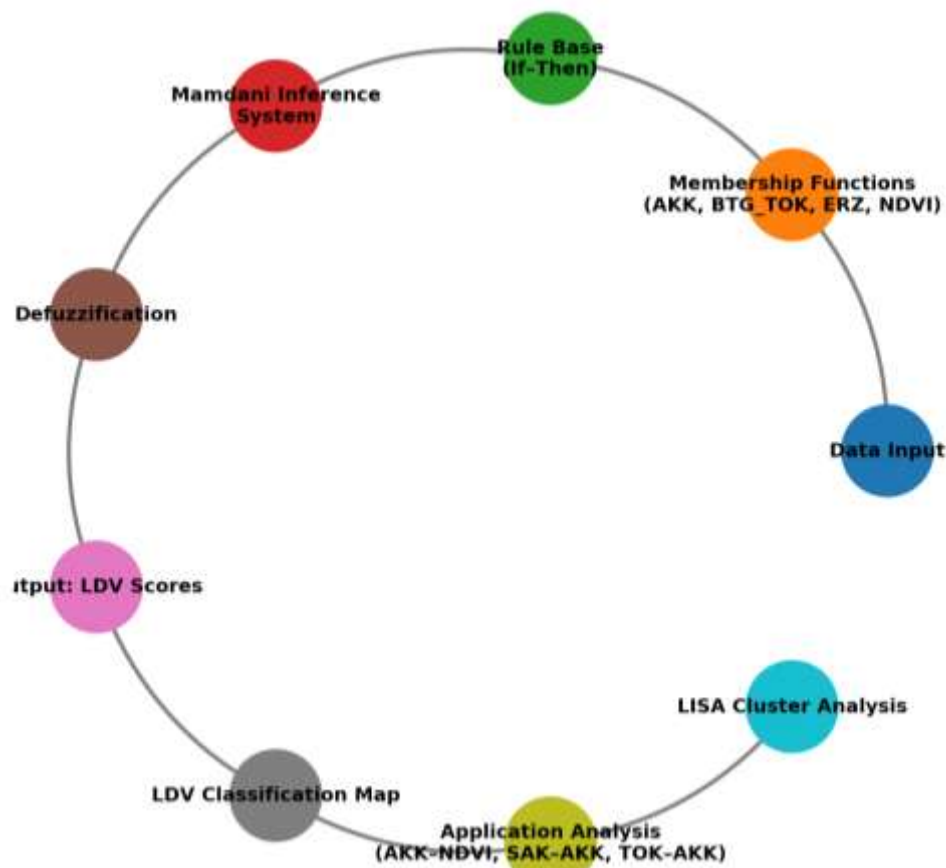 Rule Base
(If–Then)
Mamdani Inference
System
Membership Functions
(AKK, BTG_TOK, ERZ, NDVI)
Defuzzification
Data Input
utput: LDV Scores
LISA Cluster Analysis
LDV Classification Map
Application Analysis
(AKK–NDVI, SAK–AKK, TOK–AKK)